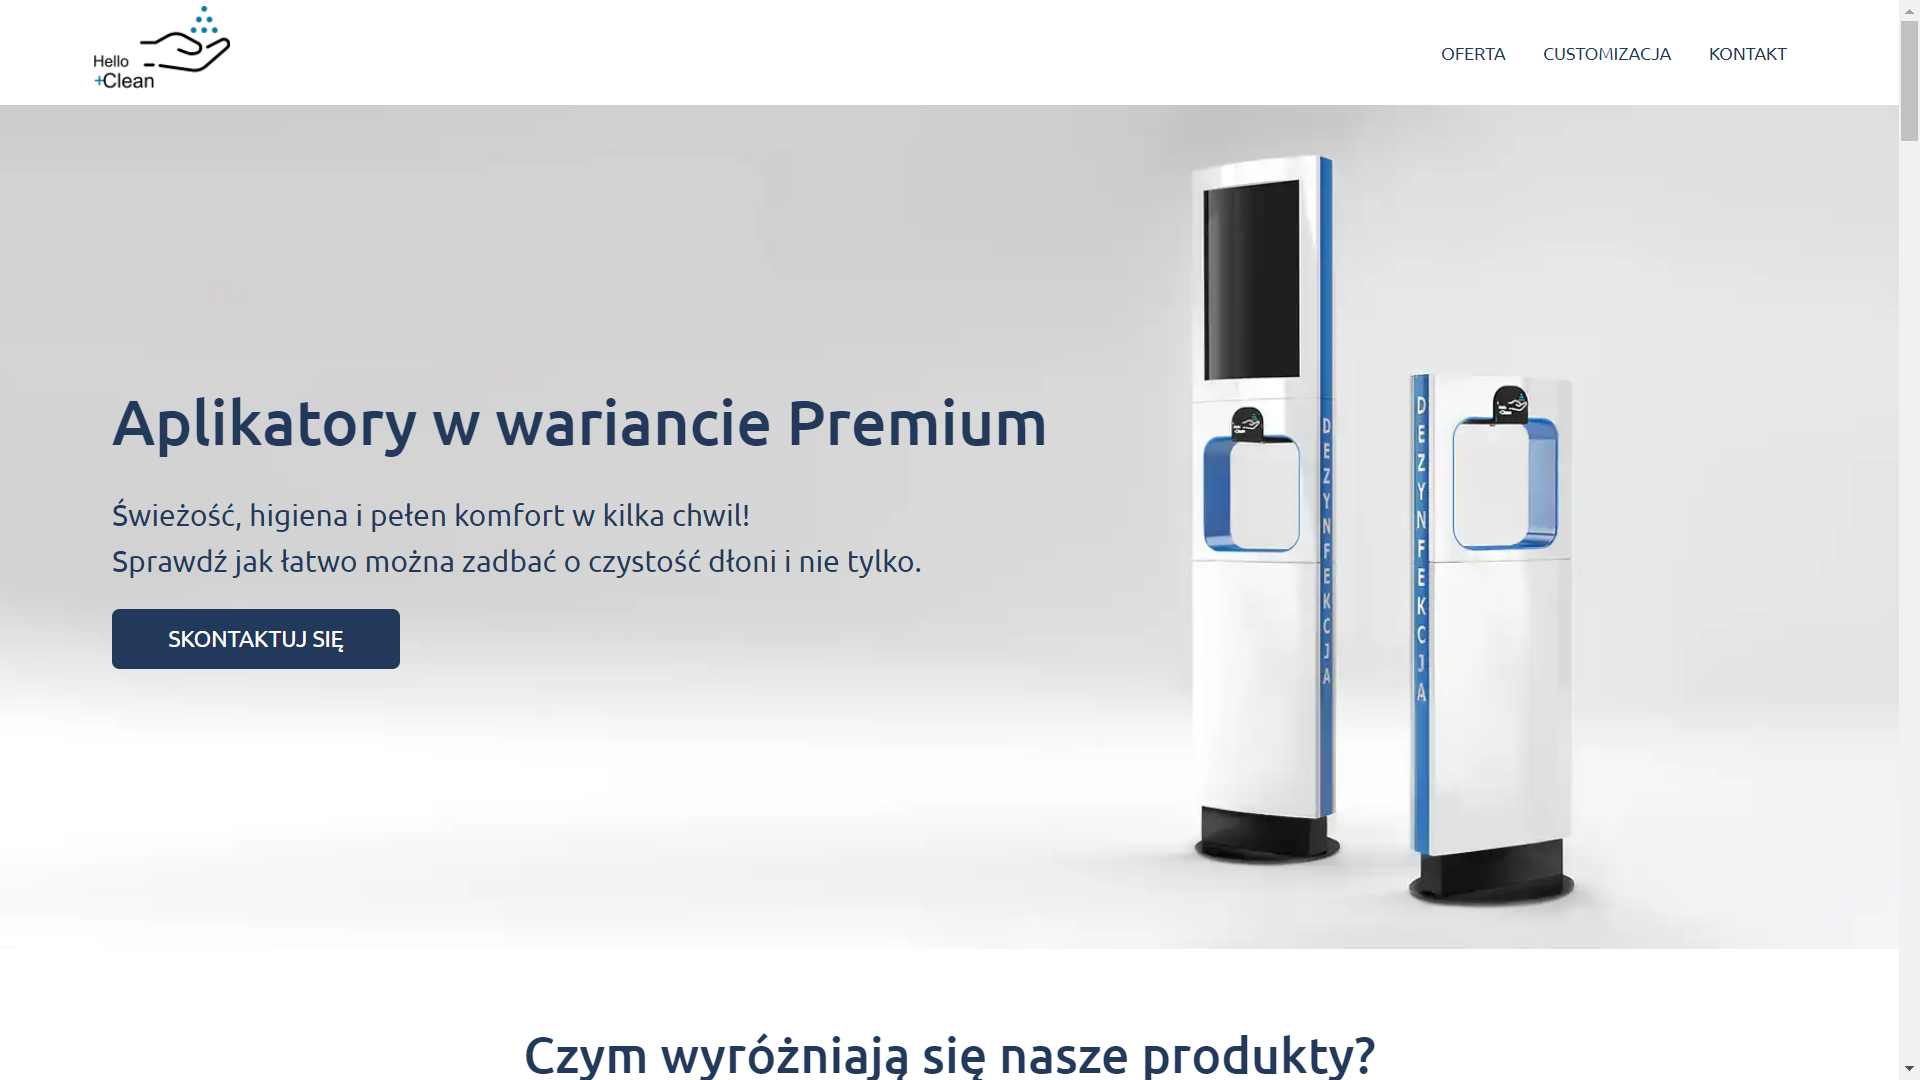 Hello
+Clean
OFERTA
CUSTOMIZACJA
KONTAKT
Aplikatory w wariancie Premium
Świeżość, higiena i pełen komfort w kilka chwil!
Sprawdź jak łatwo można zadbać o czystość dłoni i nie tylko.
SKONTAKTUJ SIĘ
DEZYNFEKCJA
DEZYNFEKCJA
Czym wyróżniają się nasze produkty?